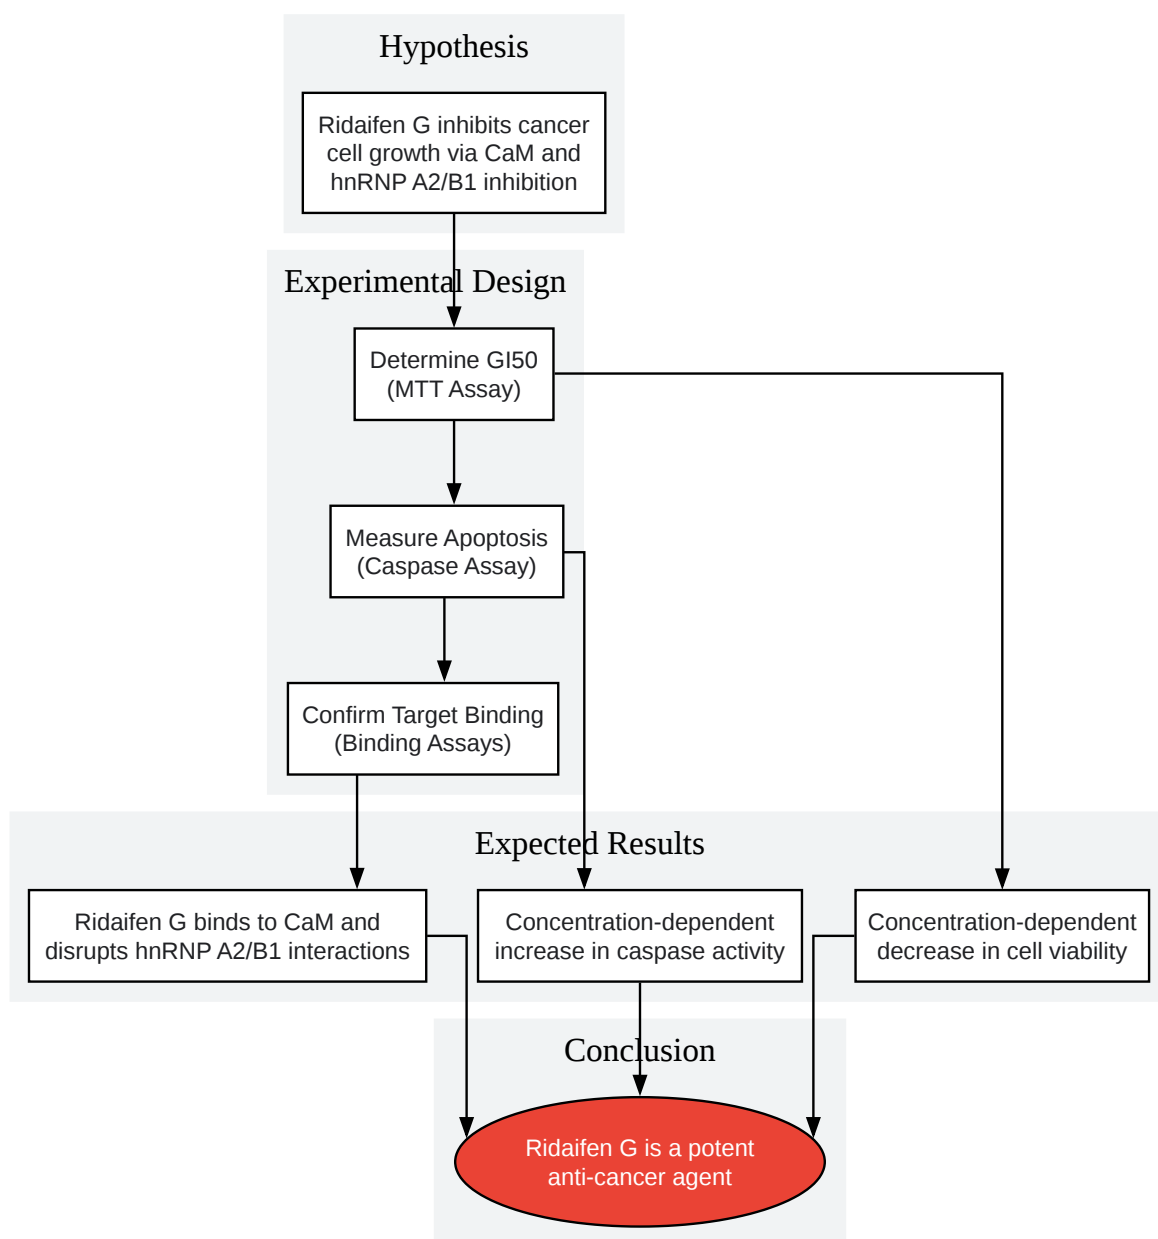 Hypothesis
Ridaifen G inhibits cancer
cell growth via CaM and
hnRNP A2/B1 inhibition
Experimental Design
Determine GI50
(MTT Assay)
Measure Apoptosis
(Caspase Assay)
Confirm Target Binding
(Binding Assays)
Expected Results
Ridaifen G binds to CaM and
disrupts hnRNP A2/B1 interactions
Concentration-dependent
increase in caspase activity
Concentration-dependent
decrease in cell viability
Conclusion
Ridaifen G is a potent
anti-cancer agent